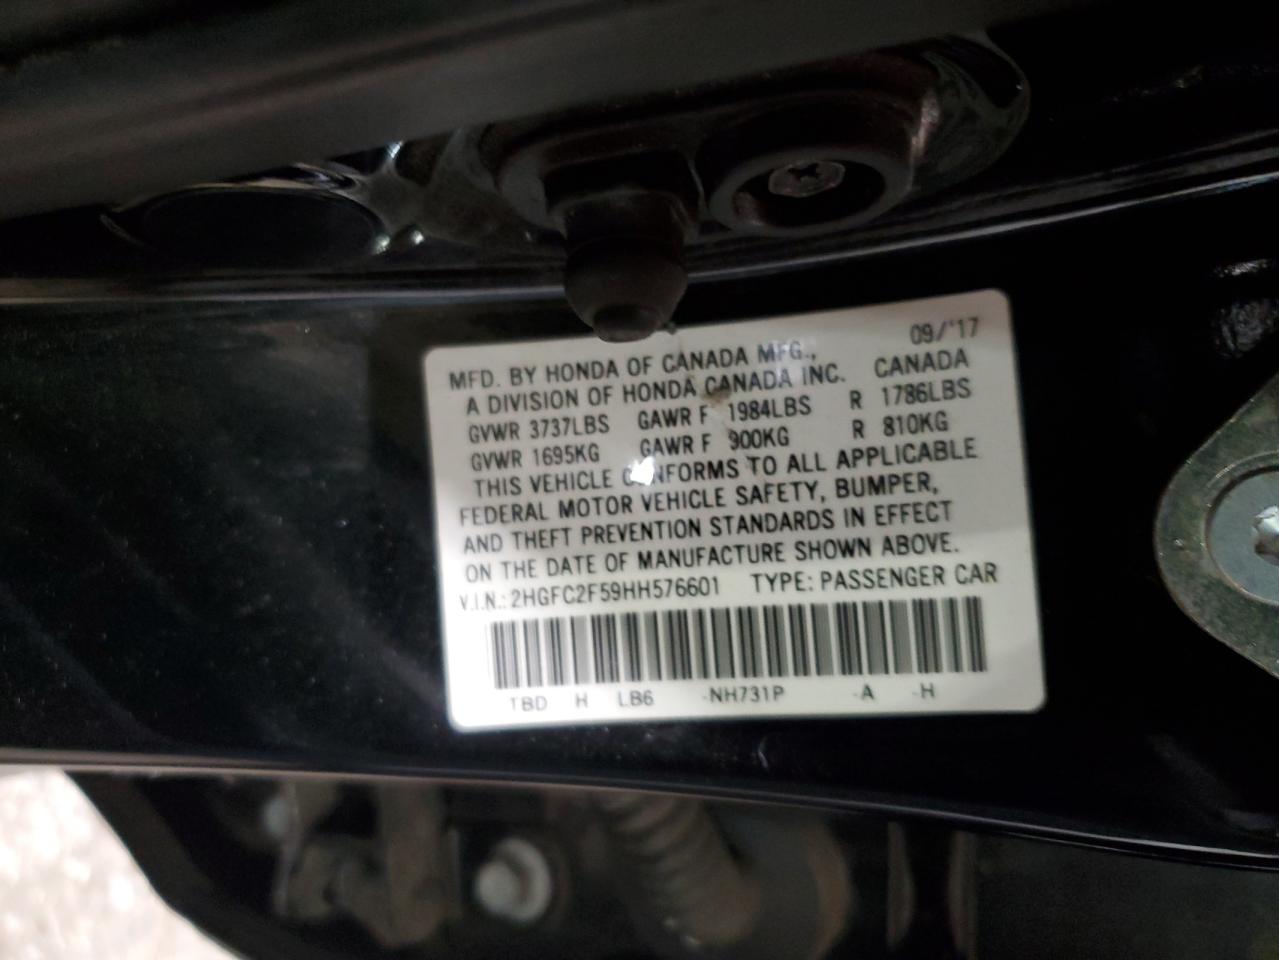 09/'17
MFD. BY HONDA OF CANADA MFG., CANADA
A DIVISION OF HONDA CANADA INC.
GVWR 3737LBS GAWR F 1984LBS R 1786LBS
GVWR 1695KG GAWR F 900KG R 810KG
THIS VEHICLE CONFORMS TO ALL APPLICABLE
FEDERAL MOTOR VEHICLE SAFETY, BUMPER,
AND THEFT PREVENTION STANDARDS IN EFFECT
ON THE DATE OF MANUFACTURE SHOWN ABOVE.
V.I.N.: 2HGFC2F59HH576601 TYPE: PASSENGER CAR
TBD H LB6 -NH731P -A -H